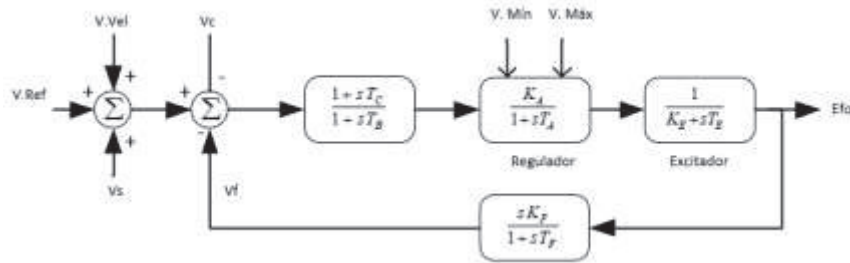 V.Vel
Vc
V. Mín
V. Máx
V.Ref
+
+
+
+
-
-
Σ
Σ
1+sT_C
1+sT_B
K_A
1+sT_A
1
K_E+sT_E
Efd
Regulador
Excitador
Vs
Vf
sK_F
1+sT_F